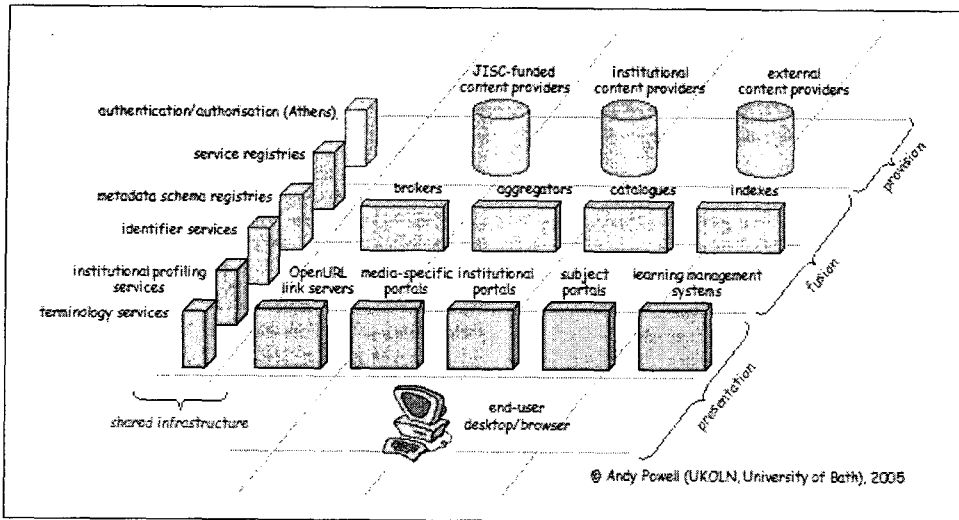 JISC-funded
content providers
institutional
content providers
external
content providers
authentication/authorisation (Athens)
service registries
metadata schema registries
identifier services
institutional profiling
services
terminology services
brokers
aggregators
catalogues
indexes
OpenURL
link servers
media-specific
portals
institutional
portals
subject
portals
learning management
systems
provision
fusion
presentation
shared infrastructure
end-user
desktop/browser
© Andy Powell (UKOLN, University of Bath), 2005